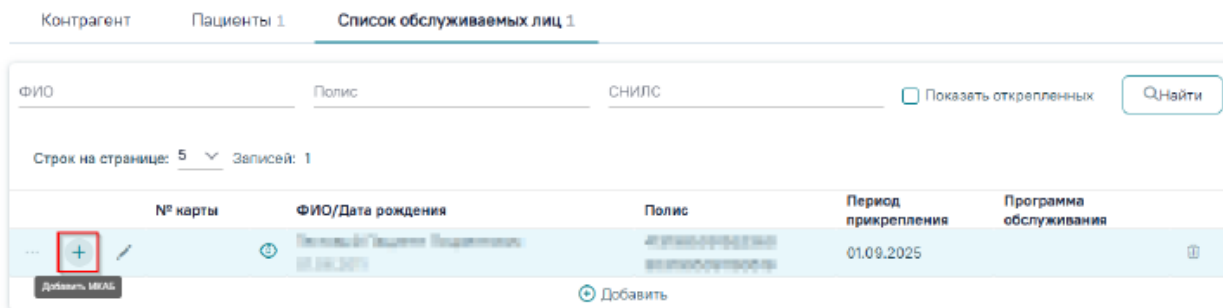 Контрагент Пациенты 1 Список обслуживаемых лиц 1
ФИО Полис СНИЛС Показать открепленных Найти
Строк на странице: 5 Записей: 1
№ карты ФИО/Дата рождения Полис Период прикрепления Программа обслуживания
01.09.2025
Добавить МКАБ
Добавить